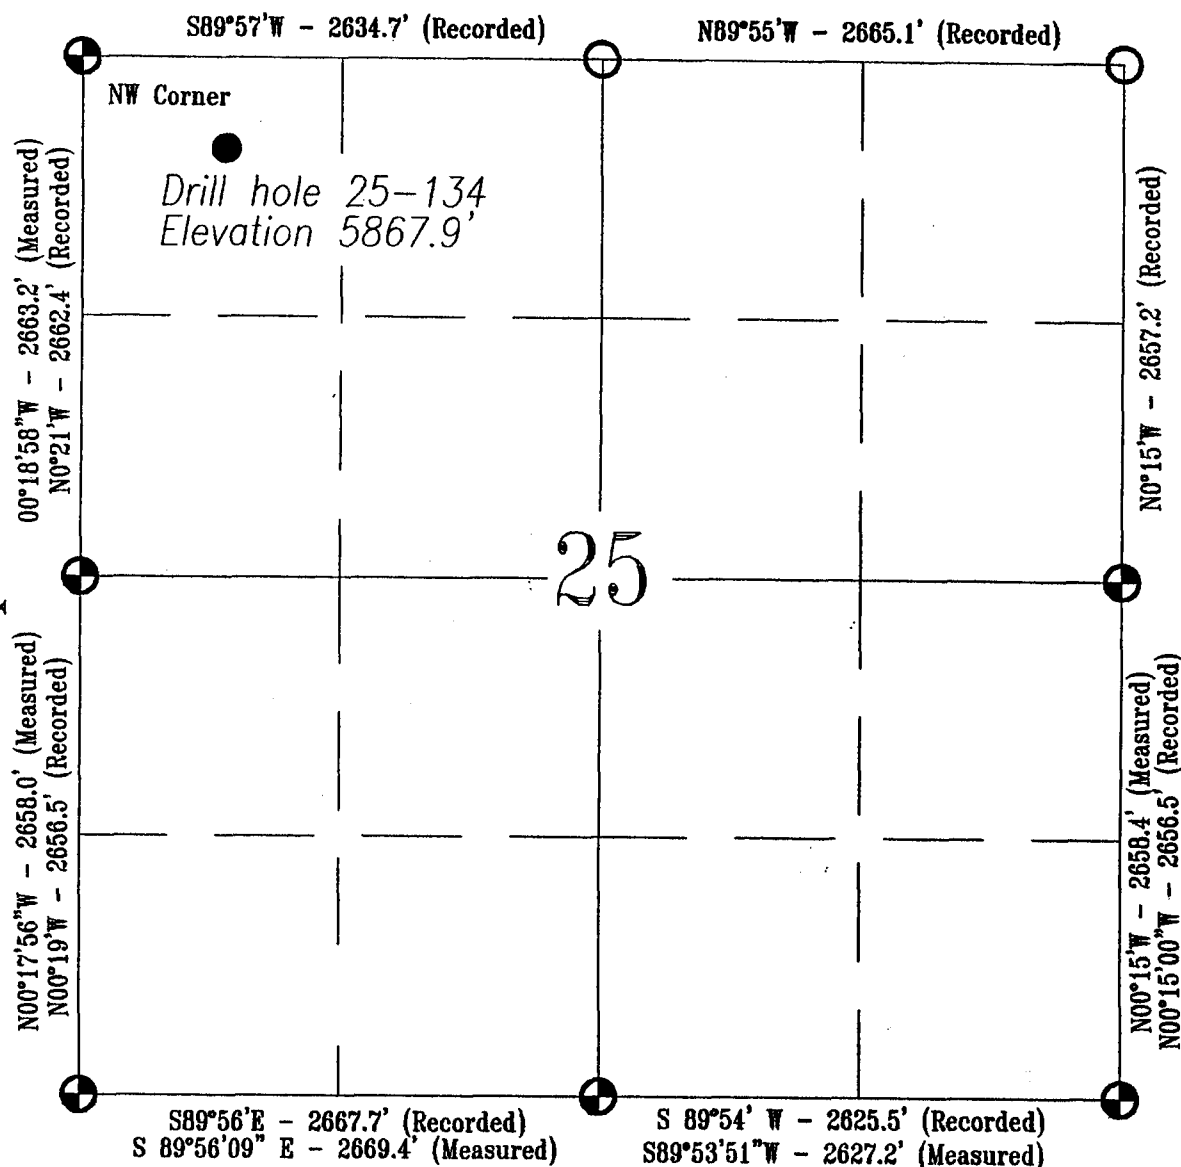 S89°57'W - 2634.7' (Recorded)
N89°55'W - 2665.1' (Recorded)
NW Corner
Drill hole 25-134
Elevation 5867.9'
00°18'58"W - 2663.2' (Measured)
N0°21'W - 2662.4' (Recorded)
N0°15'W - 2657.2' (Recorded)
25
N00°17'56"W - 2658.0' (Measured)
N00°19'W - 2656.5' (Recorded)
N00°15'W - 2658.4' (Measured)
N00°15'00"W - 2656.5' (Recorded)
S89°56'E - 2667.7' (Recorded)
S 89°56'09" E - 2669.4' (Measured)
S 89°54' W - 2625.5' (Recorded)
S89°53'51"W - 2627.2' (Measured)